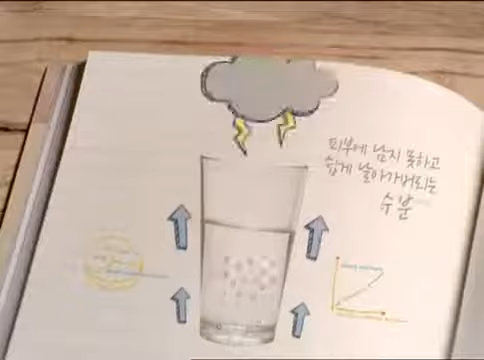 피부에 남지 못하고
쉽게 날아가버리는
수분